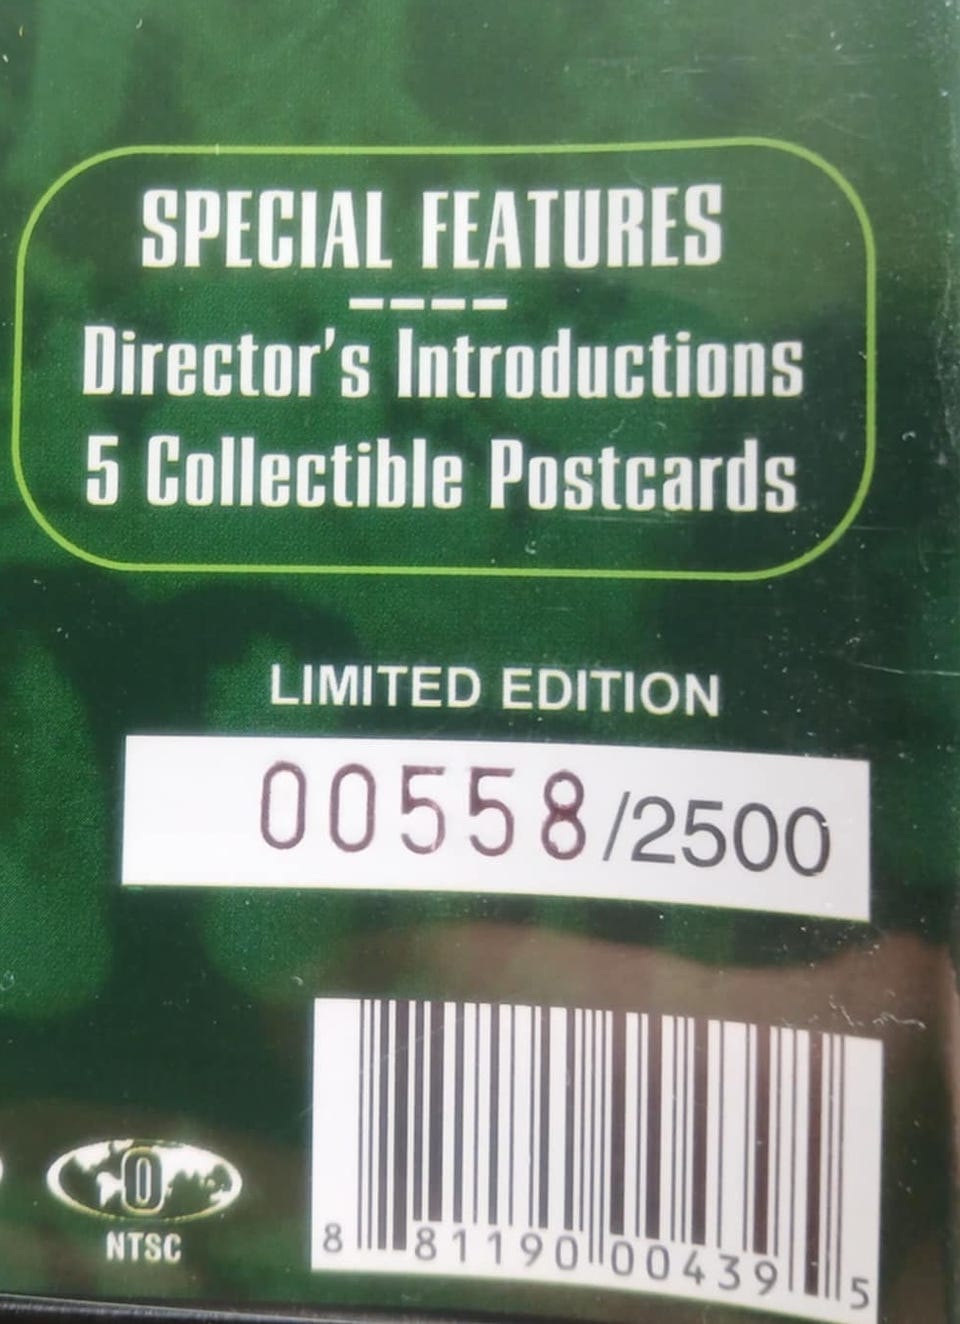 SPECIAL FEATURES
Director's Introductions
5 Collectible Postcards
LIMITED EDITION
00558/2500
0
NTSC
8 81190 00439 5